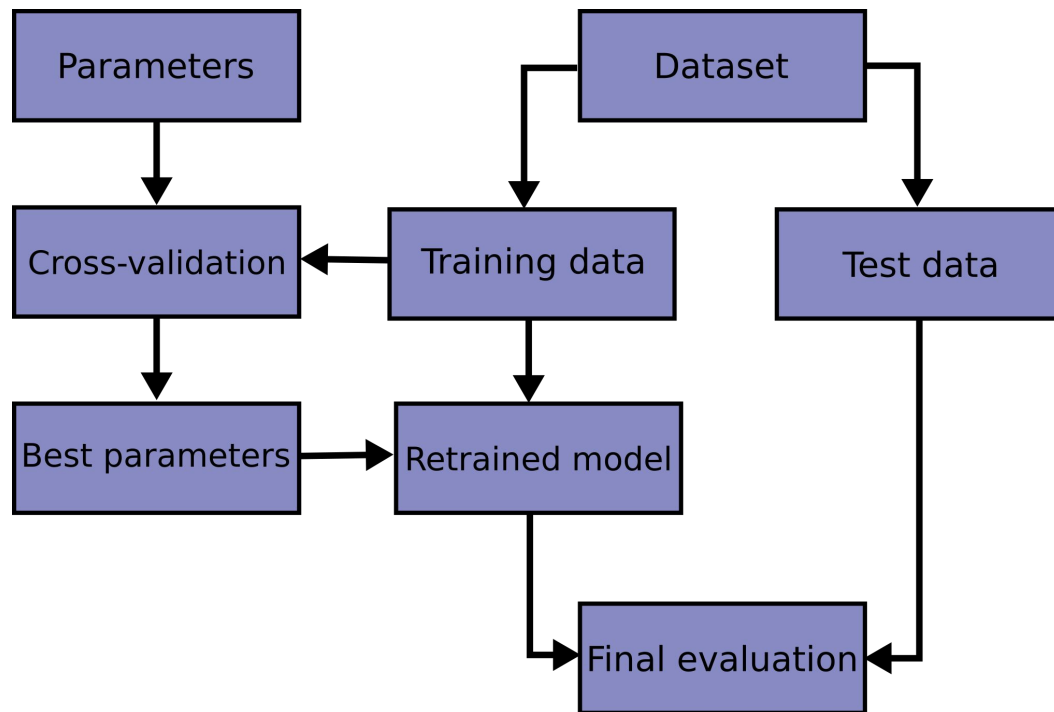 Parameters
Dataset
Cross-validation
Training data
Test data
Best parameters
Retrained model
Final evaluation